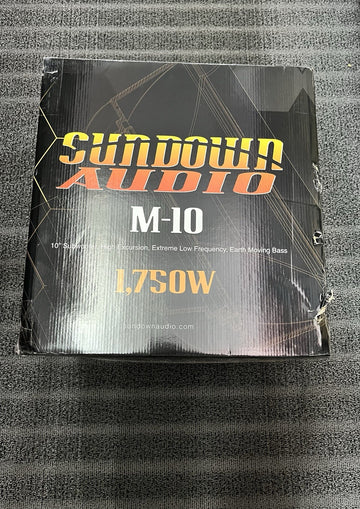 SUNDOWN
AUDIO
M-10
10" Subwoofer, High Excursion, Extreme Low Frequency, Earth Moving Bass
1,750W
sundownaudio.com